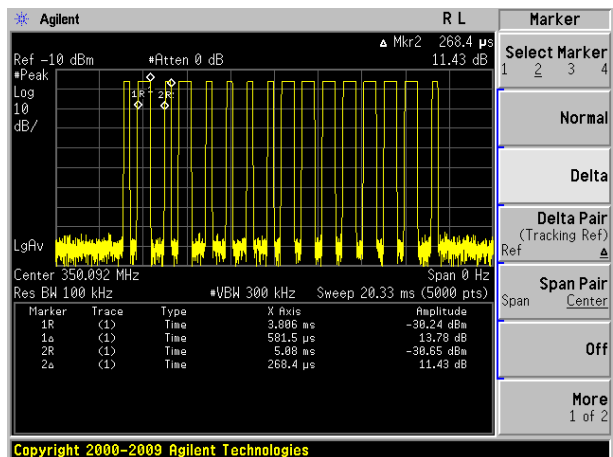 Agilent R L Marker
Δ Mkr2 268.4 µs
Ref -10 dBm #Atten 0 dB 11.43 dB
Select Marker
1 2 3 4
#Peak
Log
10
dB/
1R 2R
Normal
Delta
Delta Pair
(Tracking Ref)
Ref Δ
LgAv
Center 350.092 MHz Span 0 Hz
Res BW 100 kHz #VBW 300 kHz Sweep 20.33 ms (5000 pts)
Span Pair
Span Center
Marker Trace Type X Axis Amplitude
1R (1) Time 3.806 ms -30.24 dBm
1Δ (1) Time 581.5 µs 13.78 dB
2R (1) Time 5.08 ms -30.65 dBm
2Δ (1) Time 268.4 µs 11.43 dB
Off
More
1 of 2
Copyright 2000-2009 Agilent Technologies